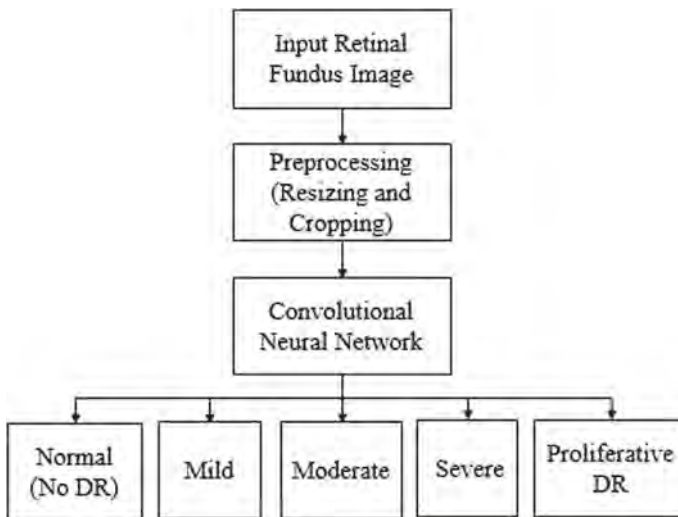 Input Retinal
Fundus Image
Preprocessing
(Resizing and
Cropping)
Convolutional
Neural Network
Normal
(No DR)
Mild
Moderate
Severe
Proliferative
DR